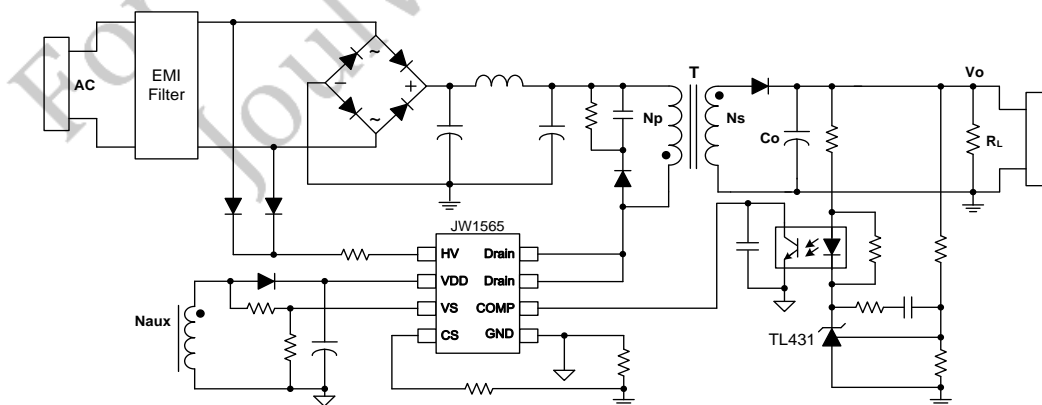 AC
EMI
Filter
~
−
+
~
T
Np
Ns
Co
Vo
RL
JW1565
HV
VDD
VS
CS
Drain
Drain
COMP
GND
Naux
TL431